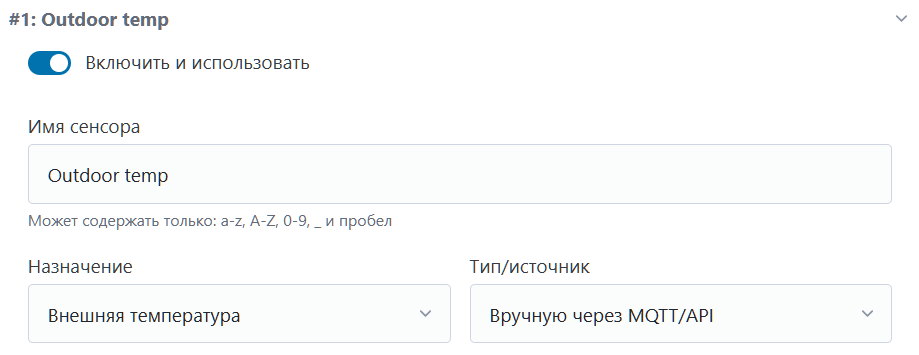 #1: Outdoor temp
Включить и использовать
Имя сенсора
Outdoor temp
Может содержать только: a-z, A-Z, 0-9, _ и пробел
Назначение
Тип/источник
Внешняя температура
Вручную через MQTT/API